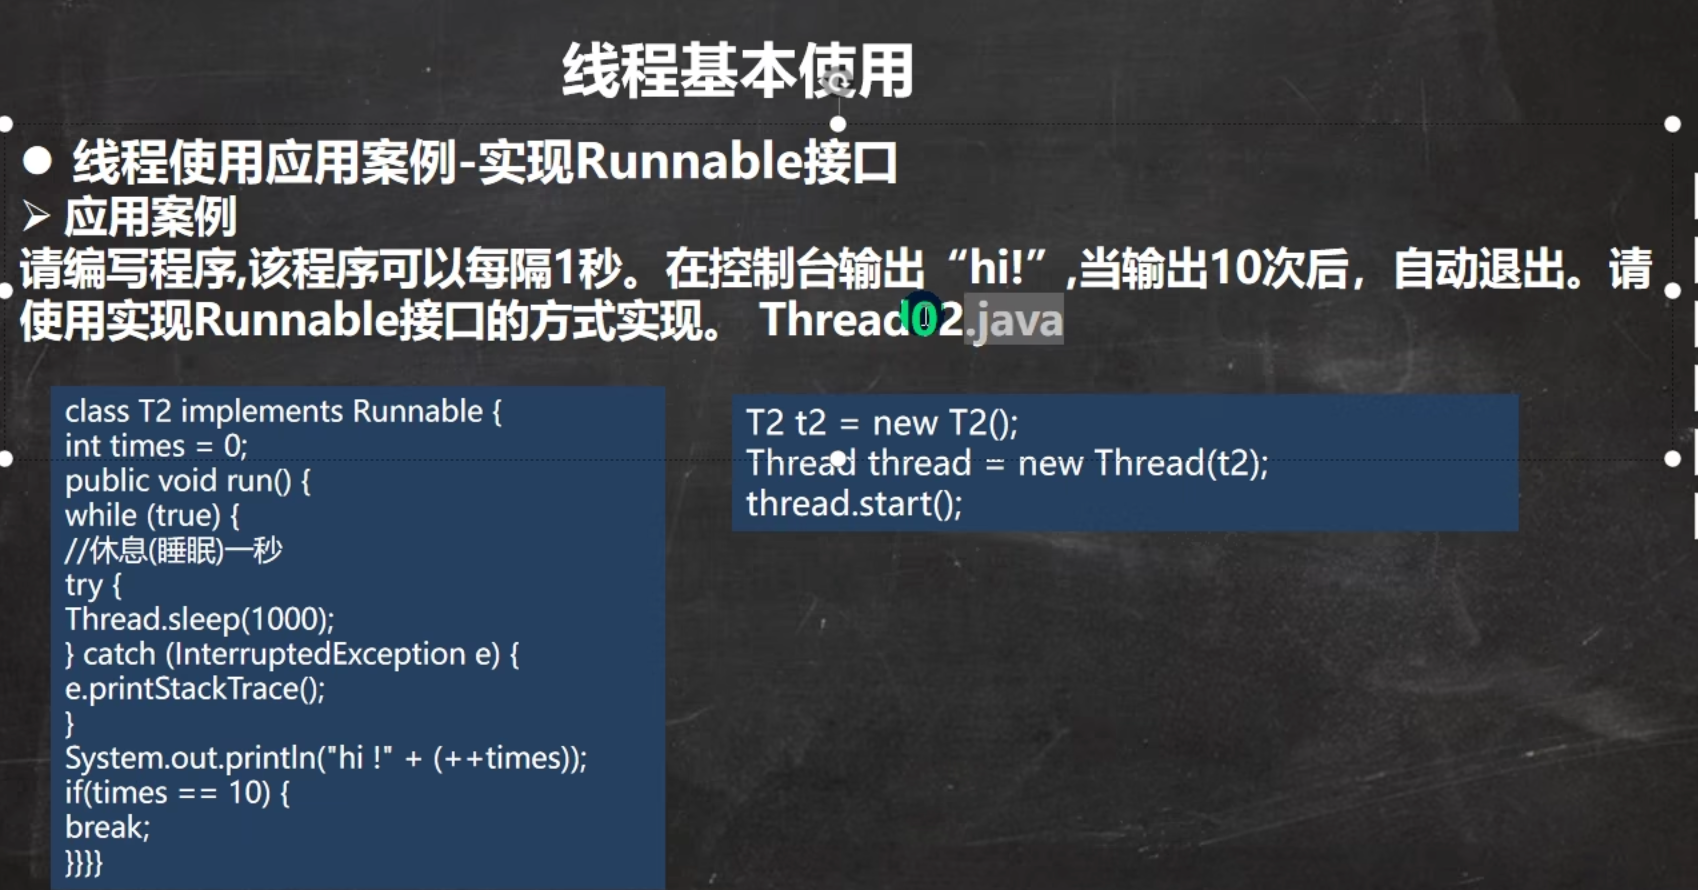 线程基本使用
● 线程使用应用案例-实现Runnable接口
➢ 应用案例
请编写程序,该程序可以每隔1秒。在控制台输出“hi!”,当输出10次后，自动退出。请
使用实现Runnable接口的方式实现。 Thread02.java
class T2 implements Runnable {
int times = 0;
public void run() {
while (true) {
//休息(睡眠)一秒
try {
Thread.sleep(1000);
} catch (InterruptedException e) {
e.printStackTrace();
}
System.out.println("hi !" + (++times));
if(times == 10) {
break;
}}}}
T2 t2 = new T2();
Thread thread = new Thread(t2);
thread.start();